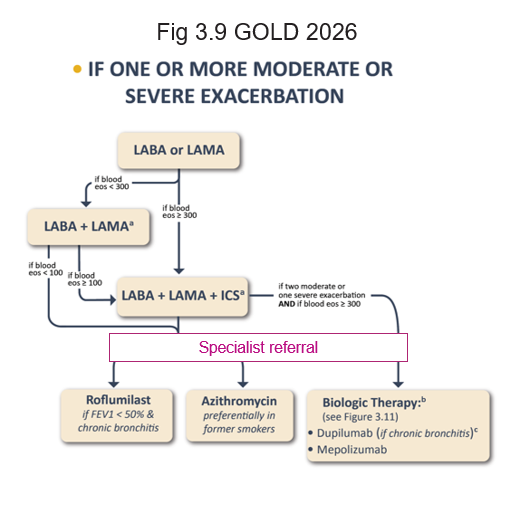 Fig 3.9 GOLD 2026
• IF ONE OR MORE MODERATE OR
SEVERE EXACERBATION
LABA or LAMA
if blood
eos < 300
if blood
eos ≥ 300
LABA + LAMAᵃ
if blood
eos < 100
if blood
eos ≥ 100
LABA + LAMA + ICSᵃ
if two moderate or
one severe exacerbation
AND if blood eos ≥ 300
Specialist referral
Roflumilast
if FEV1 < 50% &
chronic bronchitis
Azithromycin
preferentially in
former smokers
Biologic Therapy:ᵇ
(see Figure 3.11)
• Dupilumab (if chronic bronchitis)ᶜ
• Mepolizumab